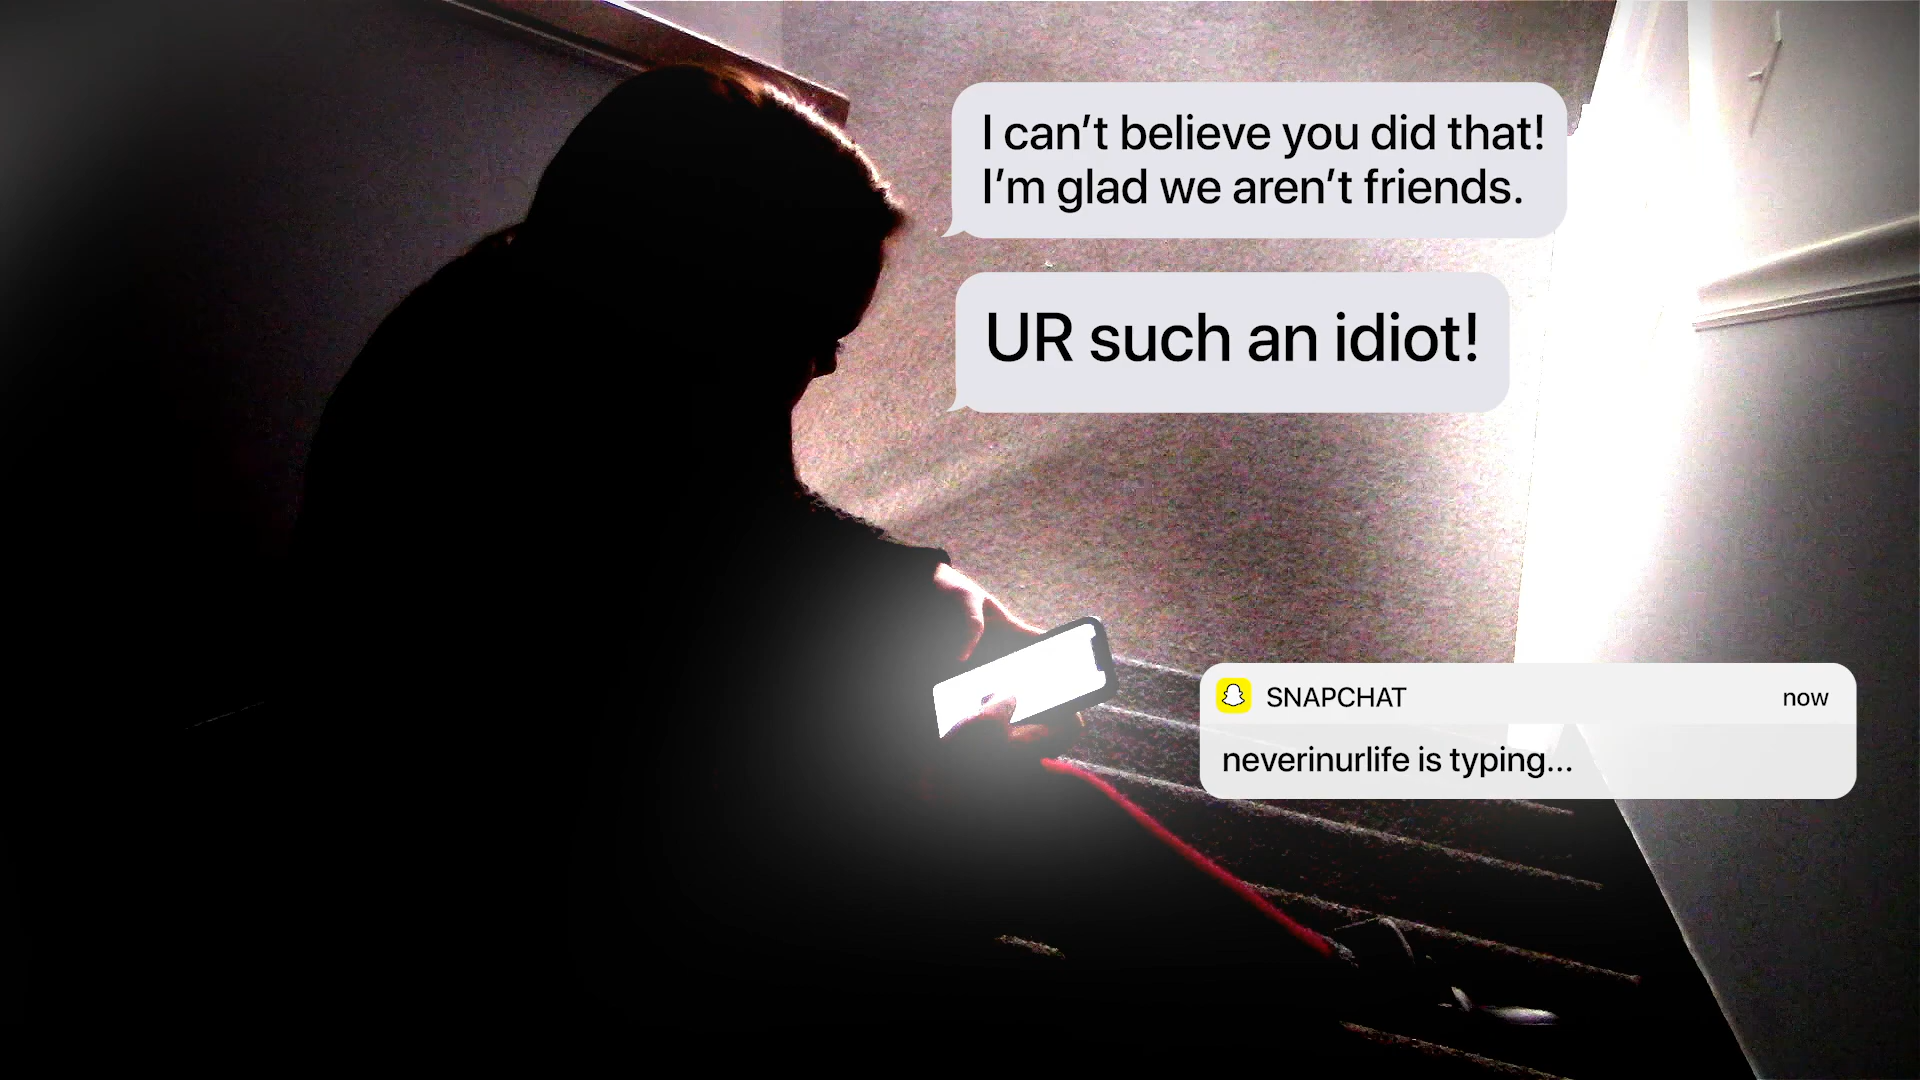 I can’t believe you did that!
I’m glad we aren’t friends.
UR such an idiot!
SNAPCHAT now
neverinurlife is typing...